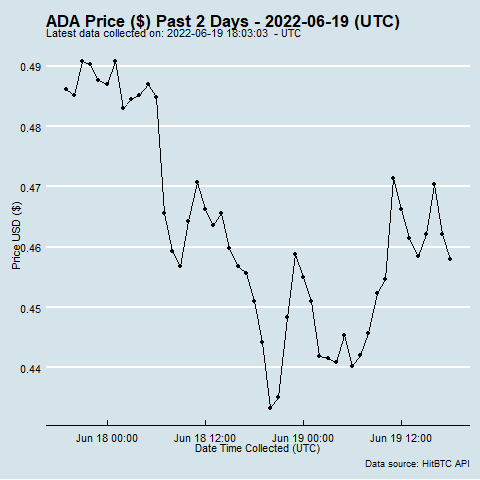 ADA Price ($) Past 2 Days - 2022-06-19 (UTC)
Latest data collected on: 2022-06-19 18:03:03 - UTC
0.49
0.48
0.47
0.46
0.45
0.44
Price USD ($)
Jun 18 00:00
Jun 18 12:00
Jun 19 00:00
Jun 19 12:00
Date Time Collected (UTC)
Data source: HitBTC API